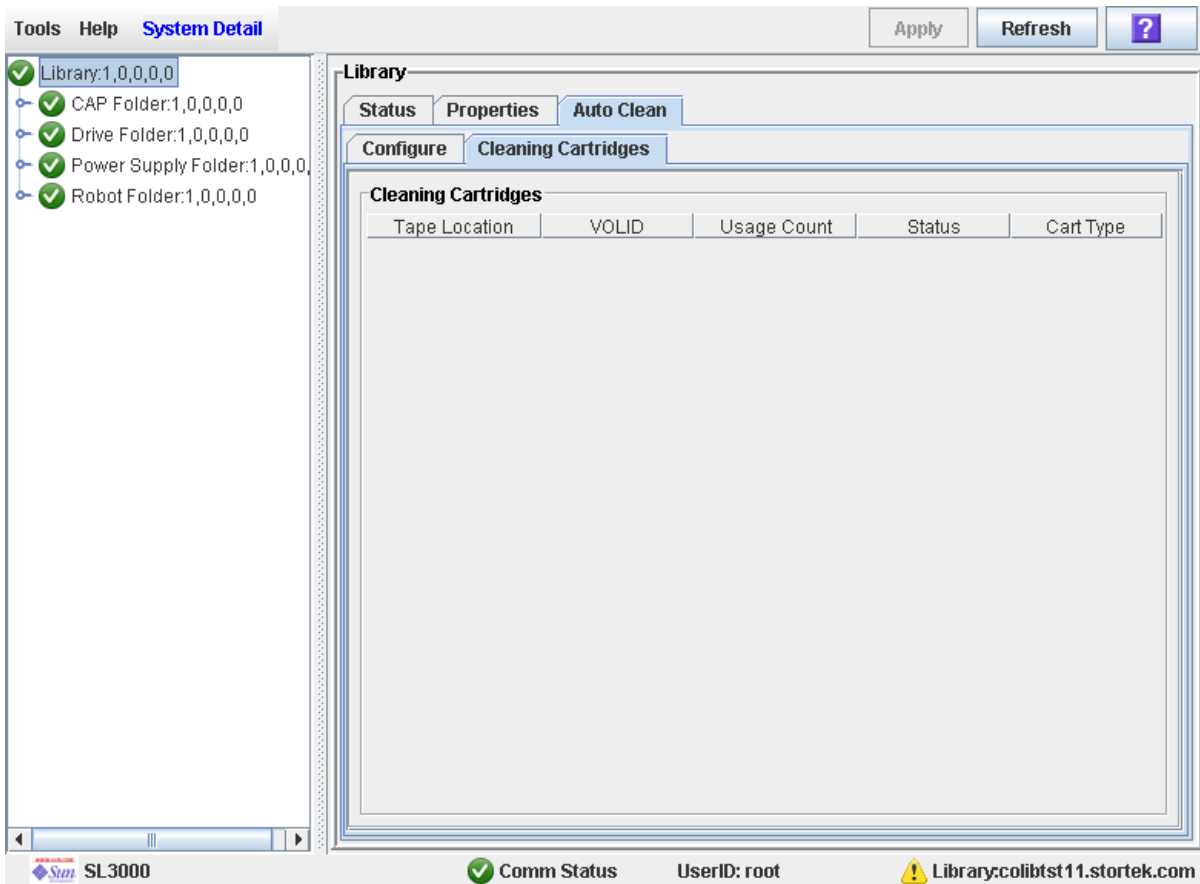 Tools Help System Detail Apply Refresh ?
Library:1,0,0,0,0
CAP Folder:1,0,0,0,0
Drive Folder:1,0,0,0,0
Power Supply Folder:1,0,0,0,
Robot Folder:1,0,0,0,0
Library
Status Properties Auto Clean
Configure Cleaning Cartridges
Cleaning Cartridges
Tape Location VOLID Usage Count Status Cart Type
Sun SL3000 Comm Status UserID: root Library:colibtst11.stortek.com